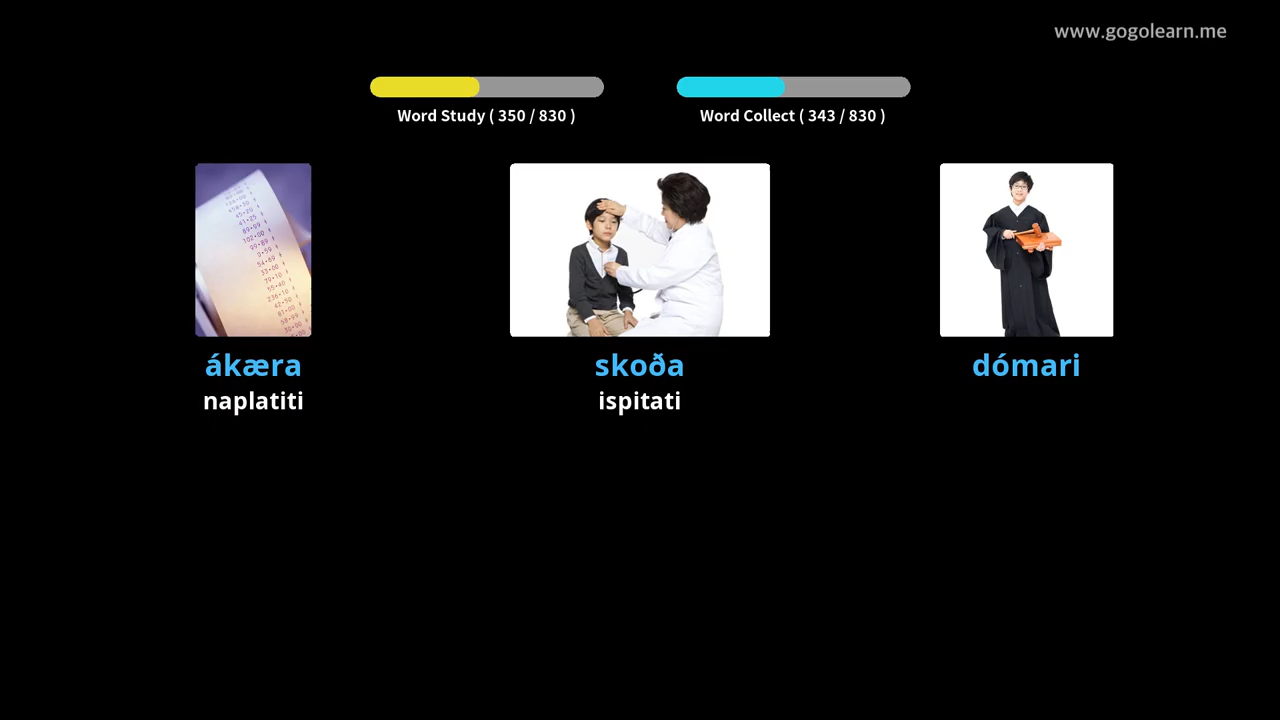 www.gogolearn.me
Word Study ( 350 / 830 )
Word Collect ( 343 / 830 )
ákæra
skoða
dómari
naplatiti
ispitati